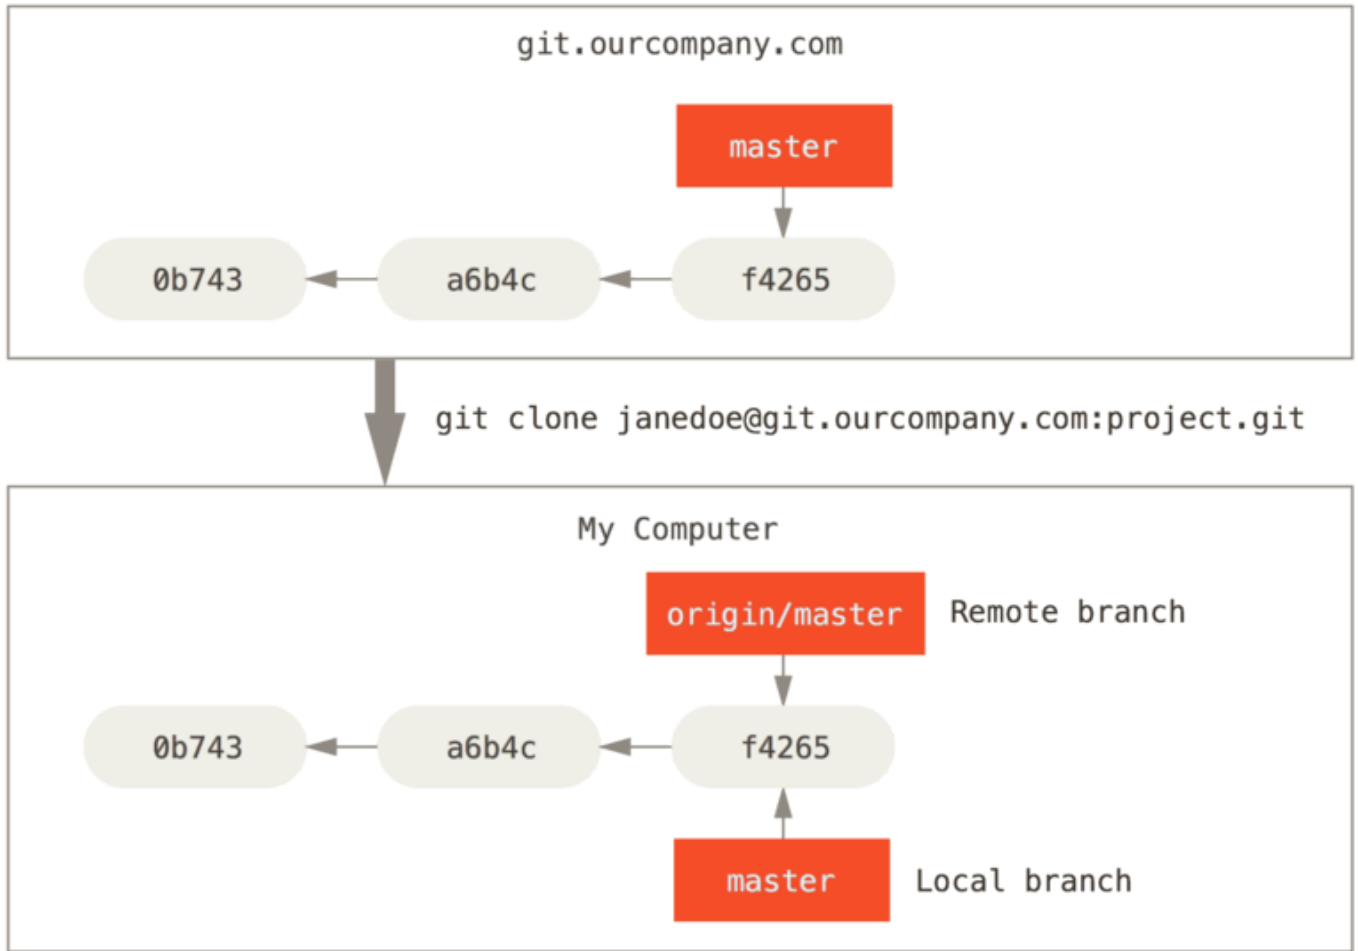 git.ourcompany.com
master
0b743 a6b4c f4265
git clone janedoe@git.ourcompany.com:project.git
My Computer
origin/master Remote branch
0b743 a6b4c f4265
master Local branch